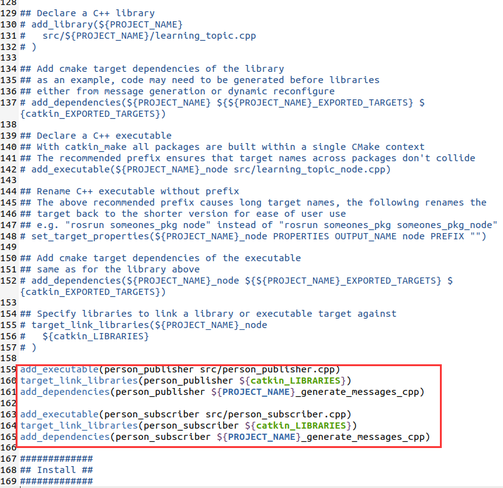 128
129 ## Declare a C++ library
130 # add_library(${PROJECT_NAME}
131 #   src/${PROJECT_NAME}/learning_topic.cpp
132 # )
133
134 ## Add cmake target dependencies of the library
135 ## as an example, code may need to be generated before libraries
136 ## either from message generation or dynamic reconfigure
137 # add_dependencies(${PROJECT_NAME} ${${PROJECT_NAME}_EXPORTED_TARGETS} $
{catkin_EXPORTED_TARGETS})
138
139 ## Declare a C++ executable
140 ## With catkin_make all packages are built within a single CMake context
141 ## The recommended prefix ensures that target names across packages don't collide
142 # add_executable(${PROJECT_NAME}_node src/learning_topic_node.cpp)
143
144 ## Rename C++ executable without prefix
145 ## The above recommended prefix causes long target names, the following renames the
146 ## target back to the shorter version for ease of user use
147 ## e.g. "rosrun someones_pkg node" instead of "rosrun someones_pkg someones_pkg_node"
148 # set_target_properties(${PROJECT_NAME}_node PROPERTIES OUTPUT_NAME node PREFIX "")
149
150 ## Add cmake target dependencies of the executable
151 ## same as for the library above
152 # add_dependencies(${PROJECT_NAME}_node ${${PROJECT_NAME}_EXPORTED_TARGETS} $
{catkin_EXPORTED_TARGETS})
153
154 ## Specify libraries to link a library or executable target against
155 # target_link_libraries(${PROJECT_NAME}_node
156 #   ${catkin_LIBRARIES}
157 # )
158
159 add_executable(person_publisher src/person_publisher.cpp)
160 target_link_libraries(person_publisher ${catkin_LIBRARIES})
161 add_dependencies(person_publisher ${PROJECT_NAME}_generate_messages_cpp)
162
163 add_executable(person_subscriber src/person_subscriber.cpp)
164 target_link_libraries(person_subscriber ${catkin_LIBRARIES})
165 add_dependencies(person_subscriber ${PROJECT_NAME}_generate_messages_cpp)
166
167 #############
168 ## Install ##
169 #############